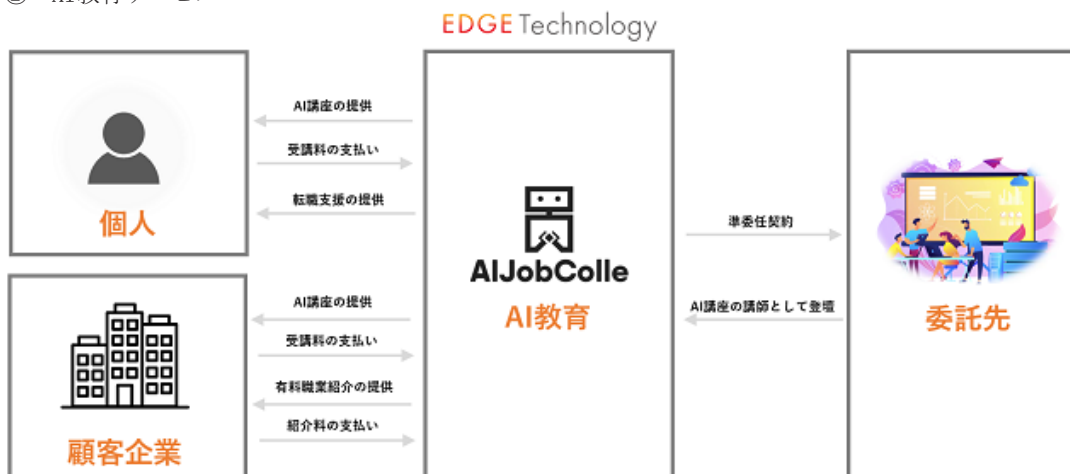 EDGE Technology
AI講座の提供
受講料の支払い
転職支援の提供
個人
AI講座の提供
受講料の支払い
有料職業紹介の提供
紹介料の支払い
顧客企業
AIJobColle
AI教育
準委任契約
AI講座の講師として登壇
委託先